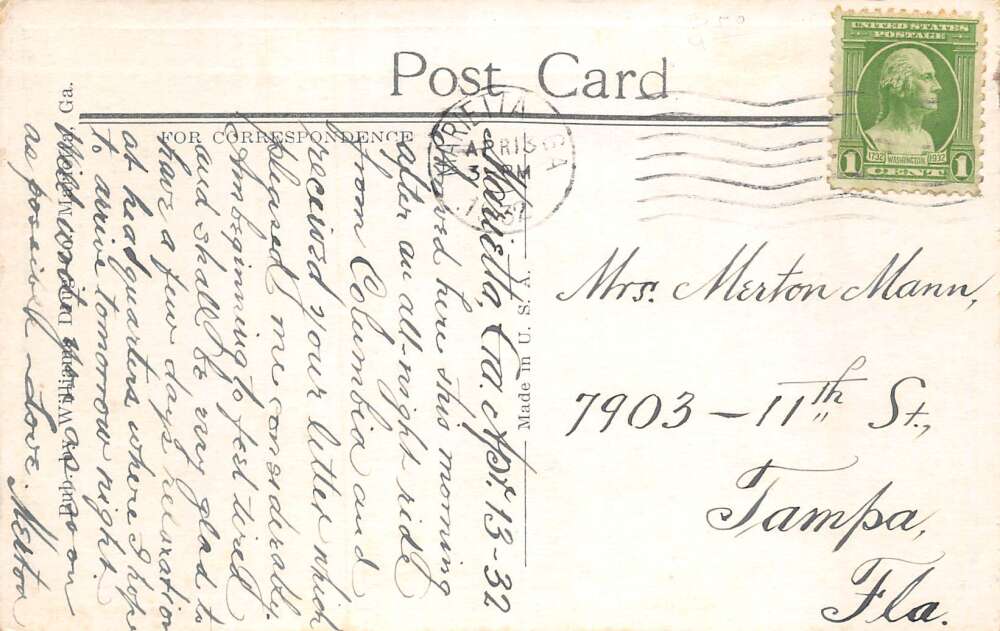 Post Card
UNITED STATES
POSTAGE
1732 WASHINGTON 1932
1 CENT 1
MARIETTA
GA
APR 13
PM
FOR CORRESPONDENCE
Made in U. S. A.
Marietta, Ga. Apr. 13-32
Arrived here this morning
after an all-night ride
from Columbia and
received your letter which
pleased me considerably.
Am beginning to feel tired
and shall be very glad to
have a few days relaxation
at headquarters where I hope
to arrive tomorrow night.
Will write you as soon
as possible. Love. Merton
Mrs. Merton Mann,
7903 - 11th St.,
Tampa,
Fla.